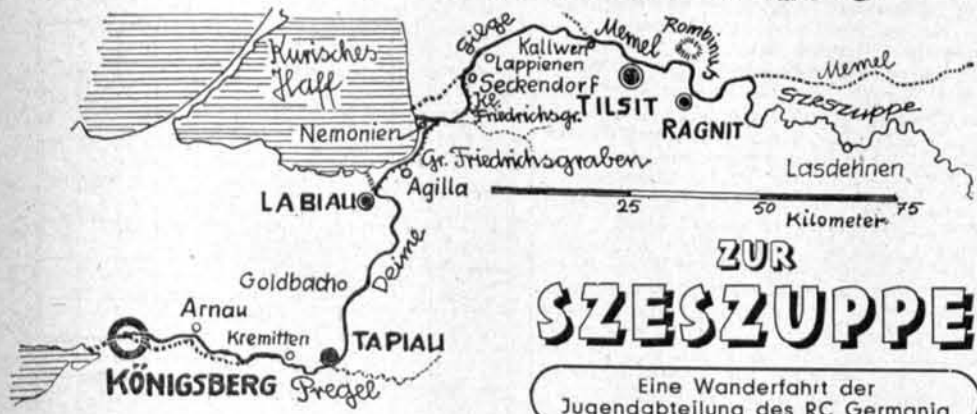 Kurisches
Haff
Gilge
Kallwen
Lappienen
Seckendorf
Kl.
Friedrichsgr.
Memel
Rombinus
TILSIT
RAGNIT
Memel
Szeszuppe
Lasdehnen
Nemonien
Gr. Friedrichsgraben
Agilla
LABIAU
25 50 75
Kilometer
Deime
Goldbach
Arnau
Kremitten
TAPIAU
KÖNIGSBERG
Pregel
ZUR
SZESZUPPE
Eine Wanderfahrt der
Jugendabteilung des RC Germania